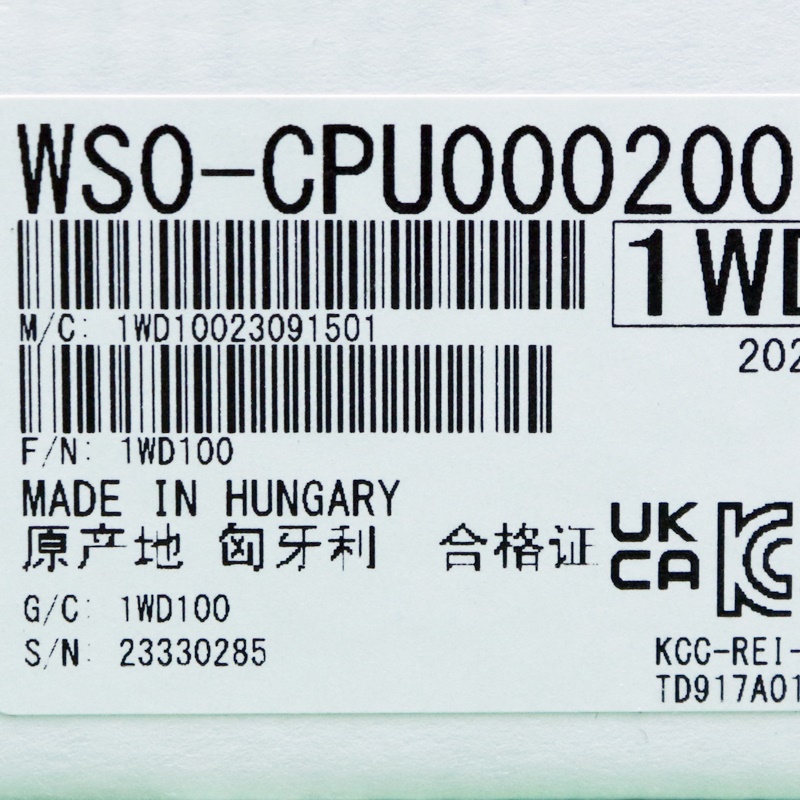 WS0-CPU000200
1WD
M/C: 1WD10023091501
202
F/N: 1WD100
MADE IN HUNGARY
原产地 匈牙利 合格证
UK
CA
G/C: 1WD100
S/N: 23330285
KCC-REI-
TD917A01